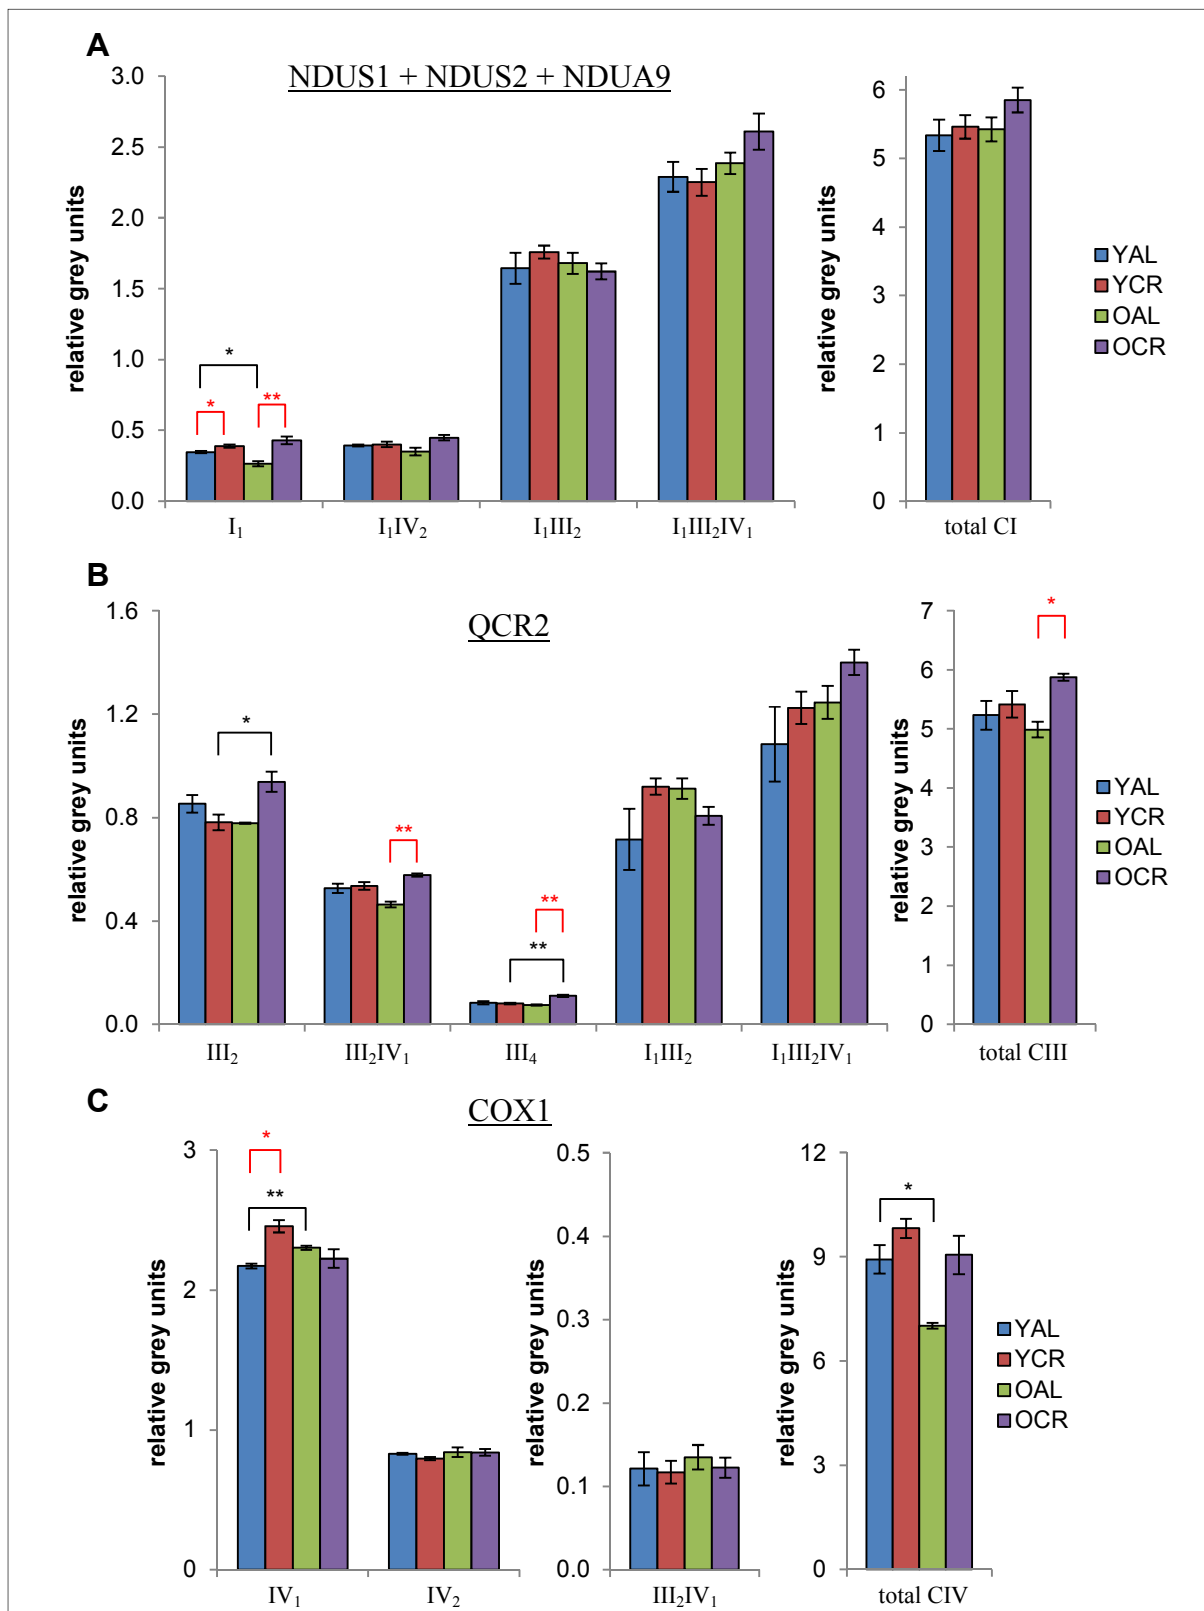 A
NDUS1 + NDUS2 + NDUA9
relative grey units
3.0
2.5
2.0
1.5
1.0
0.5
0.0
*
*
**
I₁
I₁IV₂
I₁III₂
I₁III₂IV₁
relative grey units
6
5
4
3
2
1
0
total CI
YAL
YCR
OAL
OCR
B
QCR2
relative grey units
1.6
1.2
0.8
0.4
0.0
*
**
**
**
III₂
III₂IV₁
III₄
I₁III₂
I₁III₂IV₁
relative grey units
7
6
5
4
3
2
1
0
*
total CIII
YAL
YCR
OAL
OCR
C
COX1
relative grey units
3
2
1
0
*
**
IV₁
IV₂
relative grey units
0.5
0.4
0.3
0.2
0.1
0.0
III₂IV₁
relative grey units
12
9
6
3
0
*
total CIV
YAL
YCR
OAL
OCR